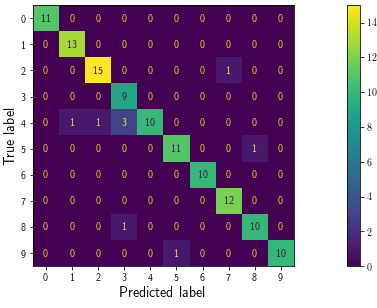 0 11 0 0 0 0 0 0 0 0 0
1 0 13 0 0 0 0 0 0 0 0
2 0 0 15 0 0 0 0 1 0 0
3 0 0 0 9 0 0 0 0 0 0
4 0 1 1 3 10 0 0 0 0 0
5 0 0 0 0 0 11 0 0 1 0
6 0 0 0 0 0 0 10 0 0 0
7 0 0 0 0 0 0 0 12 0 0
8 0 0 0 1 0 0 0 0 10 0
9 0 0 0 0 0 1 0 0 0 10
0 1 2 3 4 5 6 7 8 9
Predicted label
True label
14
12
10
8
6
4
2
0